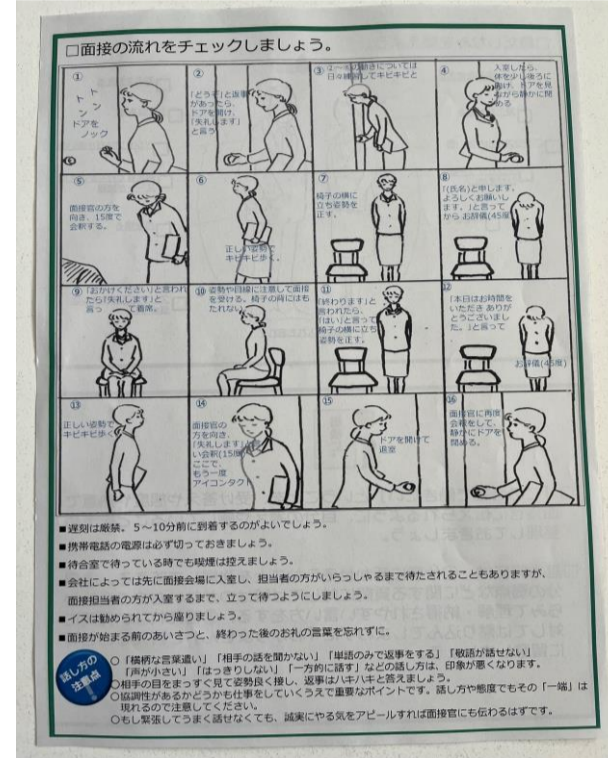 □面接の流れをチェックしましょう。
①
トントン
ドアを
ノック
②
「どうぞ」と返事
があったら、
ドアを開け、
「失礼します」
と言う
③ ②~④の動きについては
日々練習してキビキビと
④
入室したら、
体を少し後ろに
向け、ドアを見
ながら静かに閉
める
⑤
面接官の方を
向き、15度で
会釈する。
⑥
正しい姿勢で
キビキビ歩く。
⑦
椅子の横に
立ち姿勢を
正す。
⑧
「(氏名)と申します。
よろしくお願いし
ます。」と言って
から お辞儀(45度)
⑨ 「おかけください」と言われ
たら「失礼します」と
言っ て着席。
⑩ 姿勢や目線に注意して面接
を受ける、椅子の背にはも
たれない。
⑪
「終わります」と
言われたら、
「はい」と言って
椅子の横に立ち
姿勢を正す。
⑫
「本日はお時間を
いただき ありが
とうございまし
た。」と言って
お辞儀(45度)
⑬
正しい姿勢で
キビキビ歩く
⑭
面接官の
方を向き、
「失礼します」と言
い会釈(15度)
ここで、
もう一度
アイコンタクト
⑮
ドアを開けて
退室
⑯
面接官に再度
会釈をして、
静かにドアを
閉める。
■遅刻は厳禁。5~10分前に到着するのがよいでしょう。
■携帯電話の電源は必ず切っておきましょう。
■待合室で待っている時でも喫煙は控えましょう。
■会社によっては先に面接会場に入室し、担当者の方がいらっしゃるまで待たされることもありますが、
面接担当者の方が入室するまで、立って待つようにしましょう。
■イスは勧められてから座りましょう。
■面接が始まる前のあいさつと、終わった後のお礼の言葉を忘れずに。
話し方の
注意点
○「横柄な言葉遣い」「相手の話を聞かない」「単語のみで返事をする」「敬語が話せない」
「声が小さい」「はっきりしない」「一方的に話す」などの話し方は、印象が悪くなります。
○相手の目をまっすぐ見て姿勢良く接し、返事はハキハキと答えましょう。
○協調性があるかどうかも仕事をしていくうえで重要なポイントです。話し方や態度でもその「一端」は
現れるので注意してください。
○もし緊張してうまく話せなくても、誠実にやる気をアピールすれば面接官にも伝わるはずです。